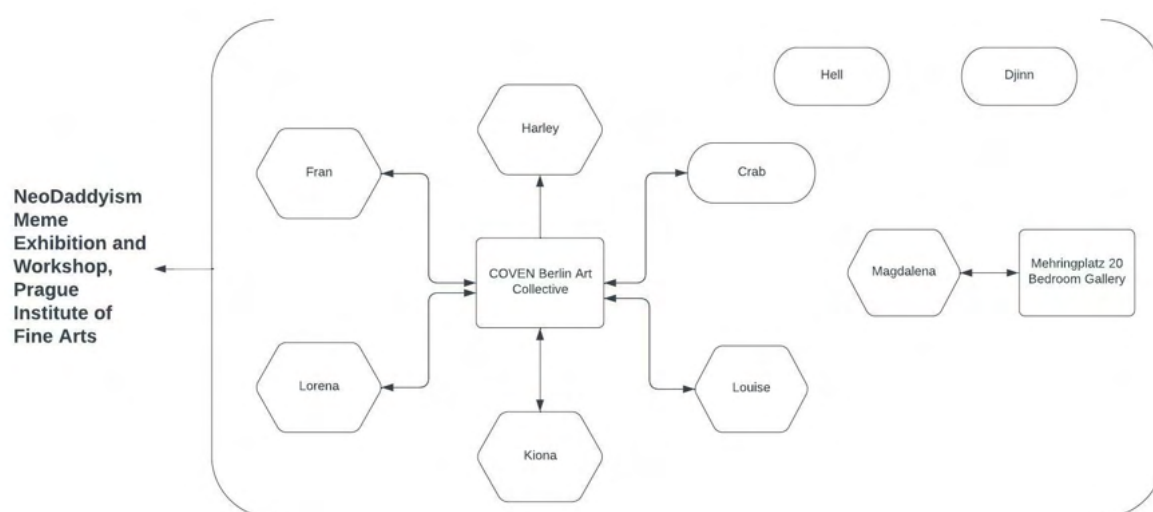 NeoDaddyism
Meme
Exhibition and
Workshop,
Prague
Institute of
Fine Arts
Hell
Djinn
Harley
Fran
Crab
COVEN Berlin Art
Collective
Magdalena
Mehringplatz 20
Bedroom Gallery
Lorena
Louise
Kiona